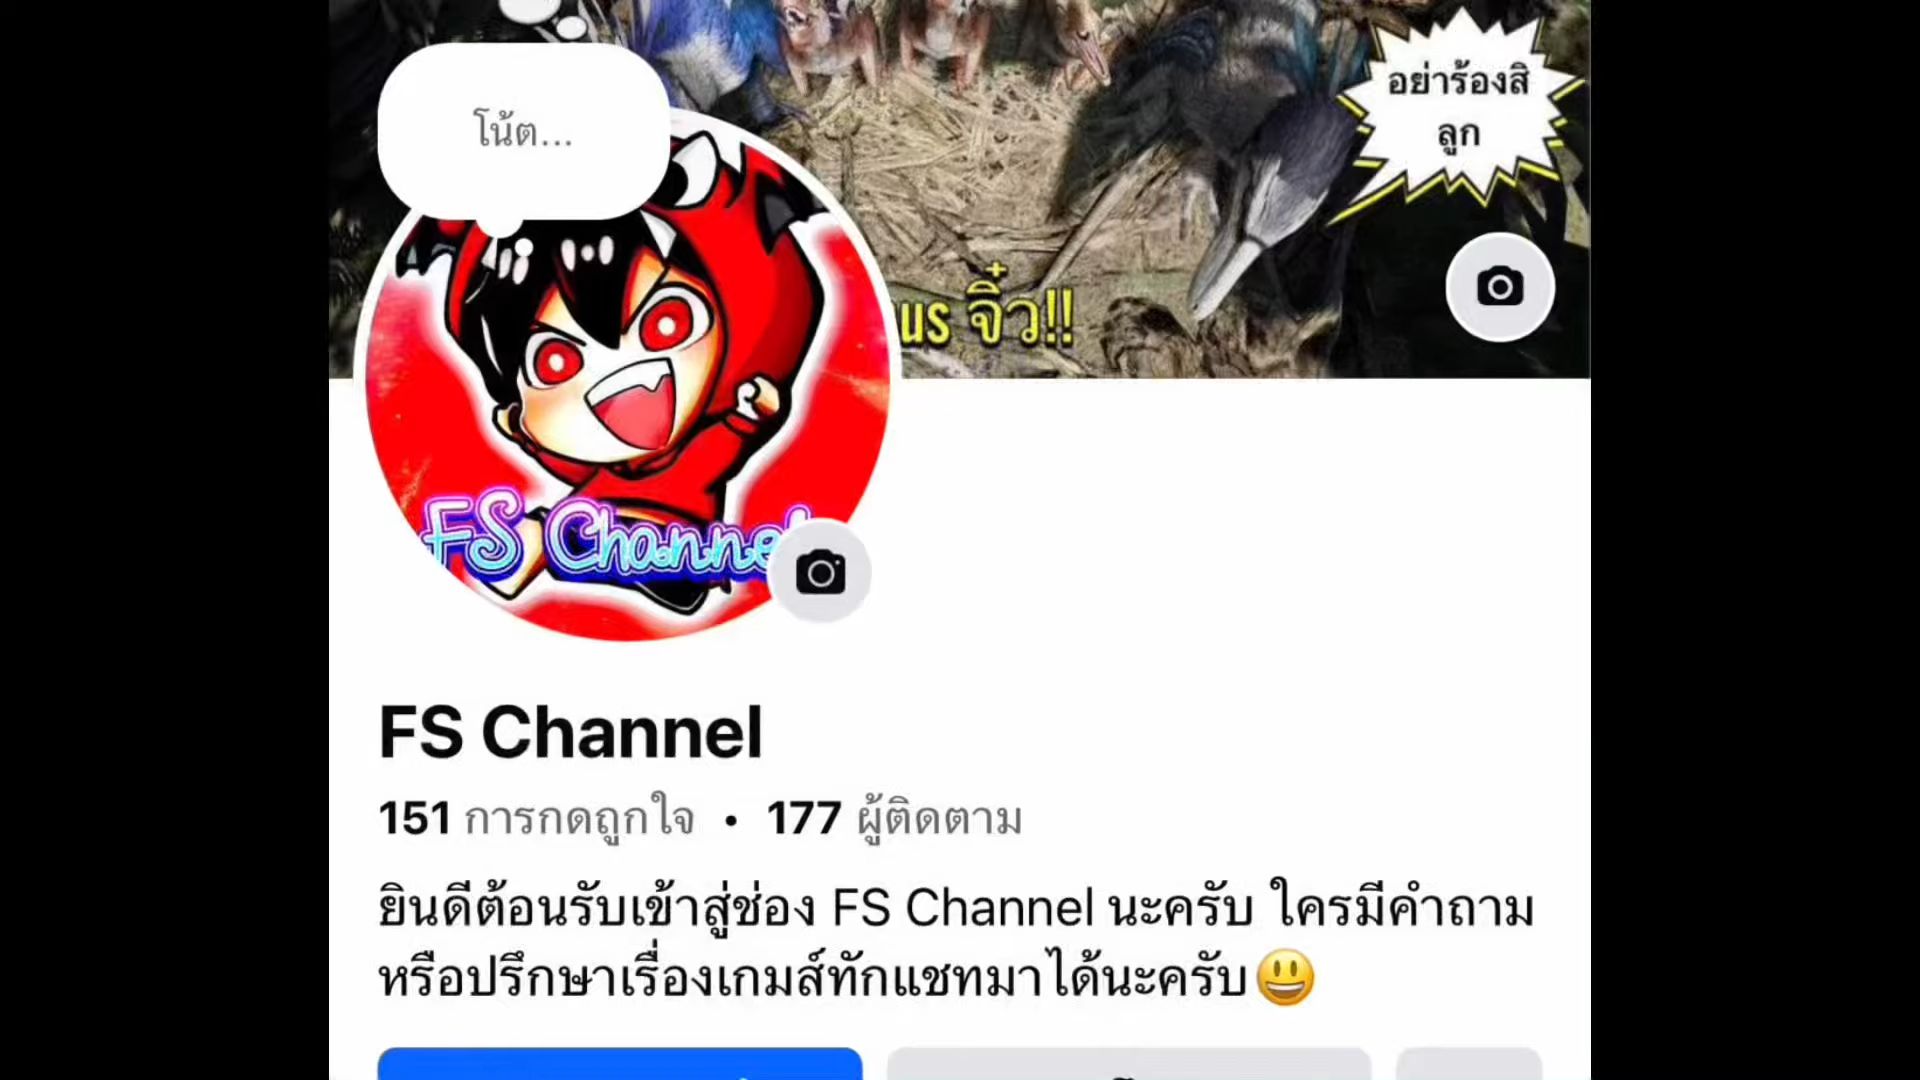 อย่าร้องสิ
ลูก
โน้ต...
us จิ๋ว!!
FS Channel
FS Channel
151 การกดถูกใจ • 177 ผู้ติดตาม
ยินดีต้อนรับเข้าสู่ช่อง FS Channel นะครับ ใครมีคำถาม
หรือปรึกษาเรื่องเกมส์ทักแชทมาได้นะครับ😃